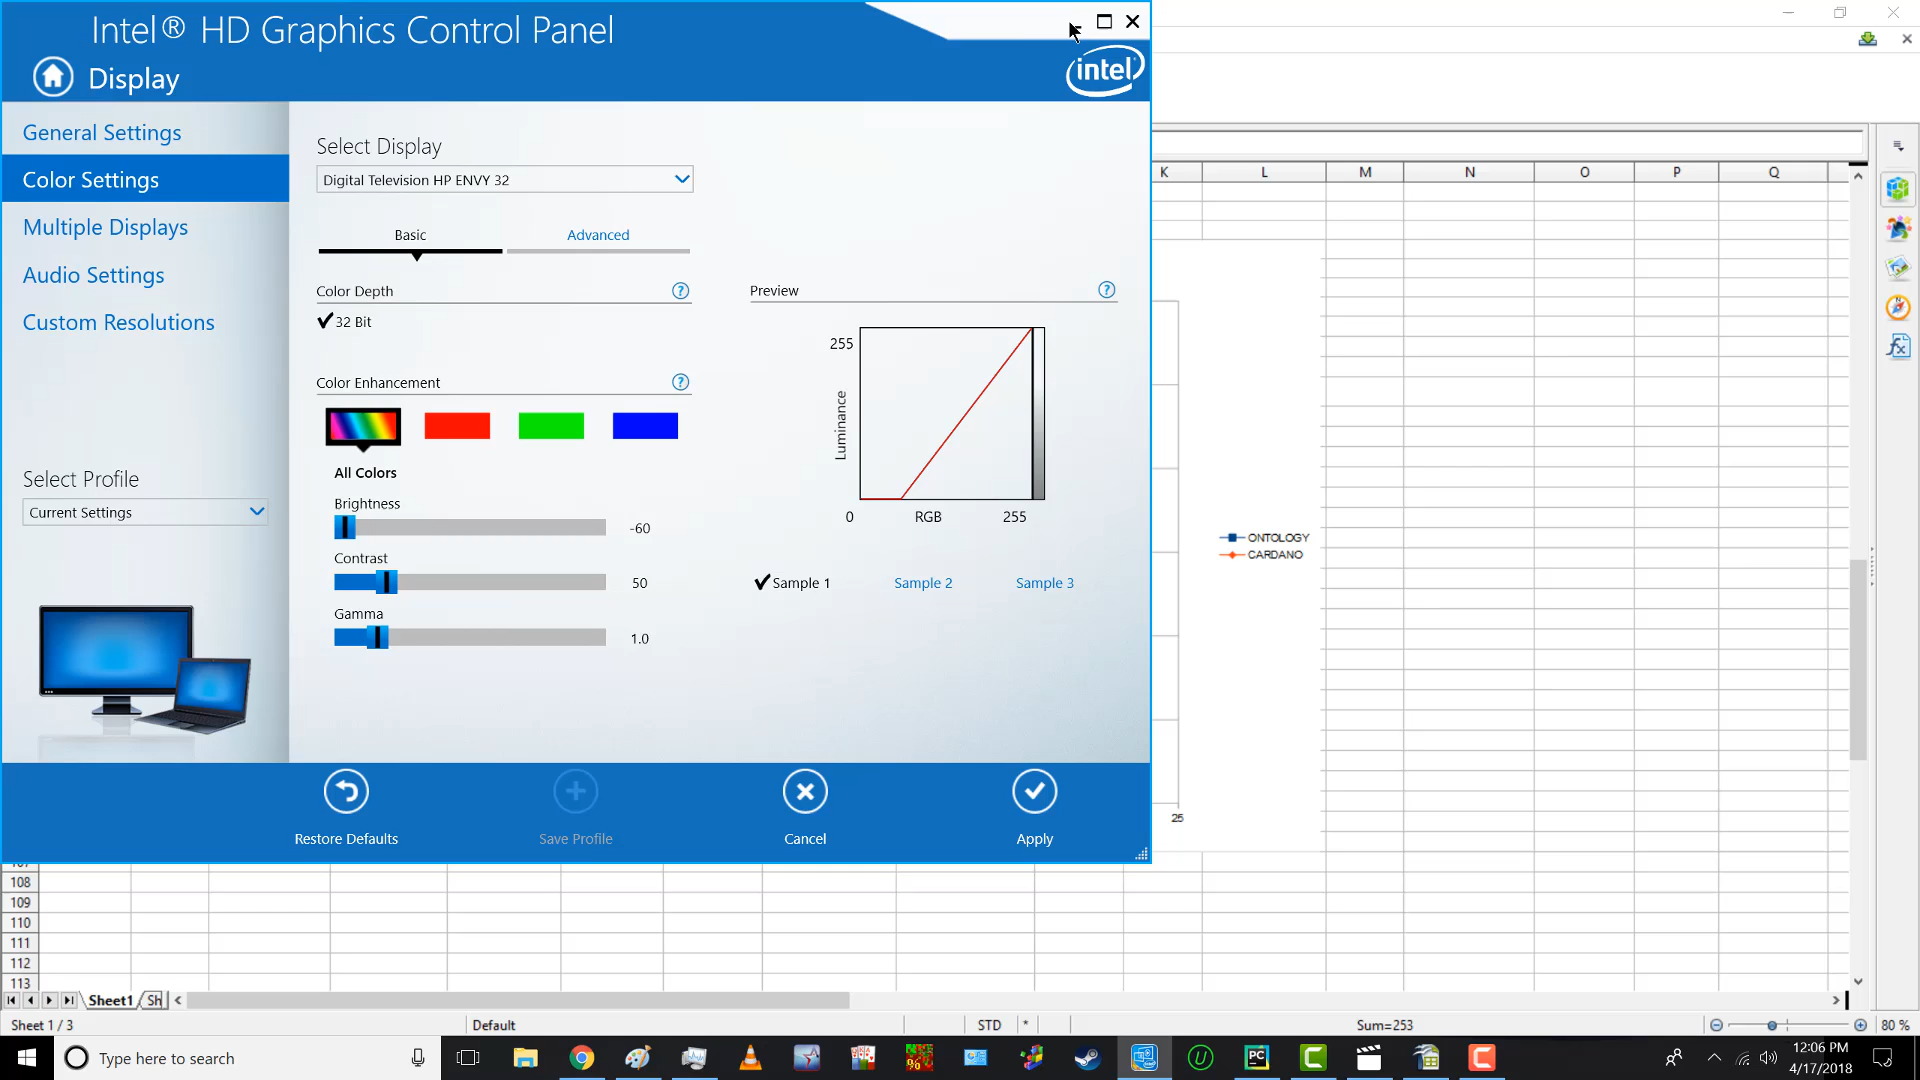 Intel® HD Graphics Control Panel
Display
intel
General Settings
Color Settings
Multiple Displays
Audio Settings
Custom Resolutions
Select Profile
Current Settings
Select Display
Digital Television HP ENVY 32
Basic
Advanced
Color Depth
?
32 Bit
Color Enhancement
?
All Colors
Brightness
-60
Contrast
50
Gamma
1.0
Preview
?
255
Luminance
0
RGB
255
Sample 1
Sample 2
Sample 3
Restore Defaults
Save Profile
Cancel
Apply
K
L
M
N
O
P
Q
ONTOLOGY
CARDANO
25
108
109
110
111
112
113
Sheet1
Sh
Sheet 1 / 3
Default
STD
*
Sum=253
80 %
Type here to search
PC
12:06 PM
4/17/2018